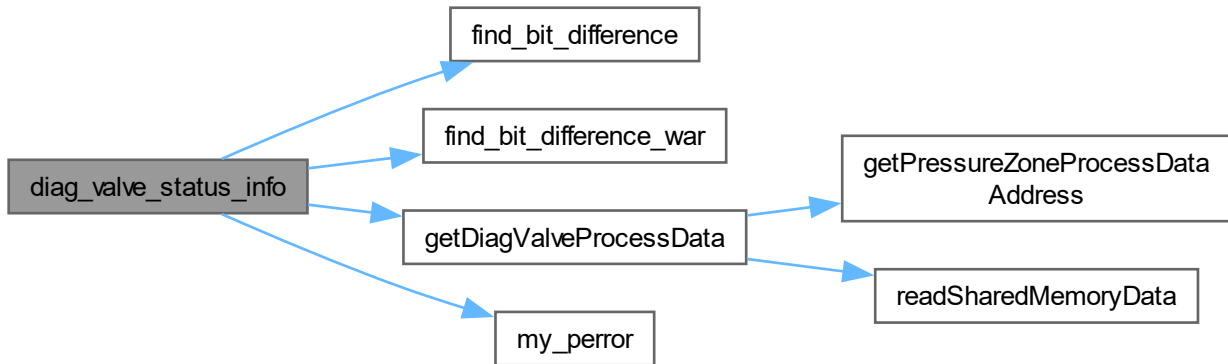 find_bit_difference
find_bit_difference_war
diag_valve_status_info
getDiagValveProcessData
my_perror
getPressureZoneProcessData
Address
readSharedMemoryData